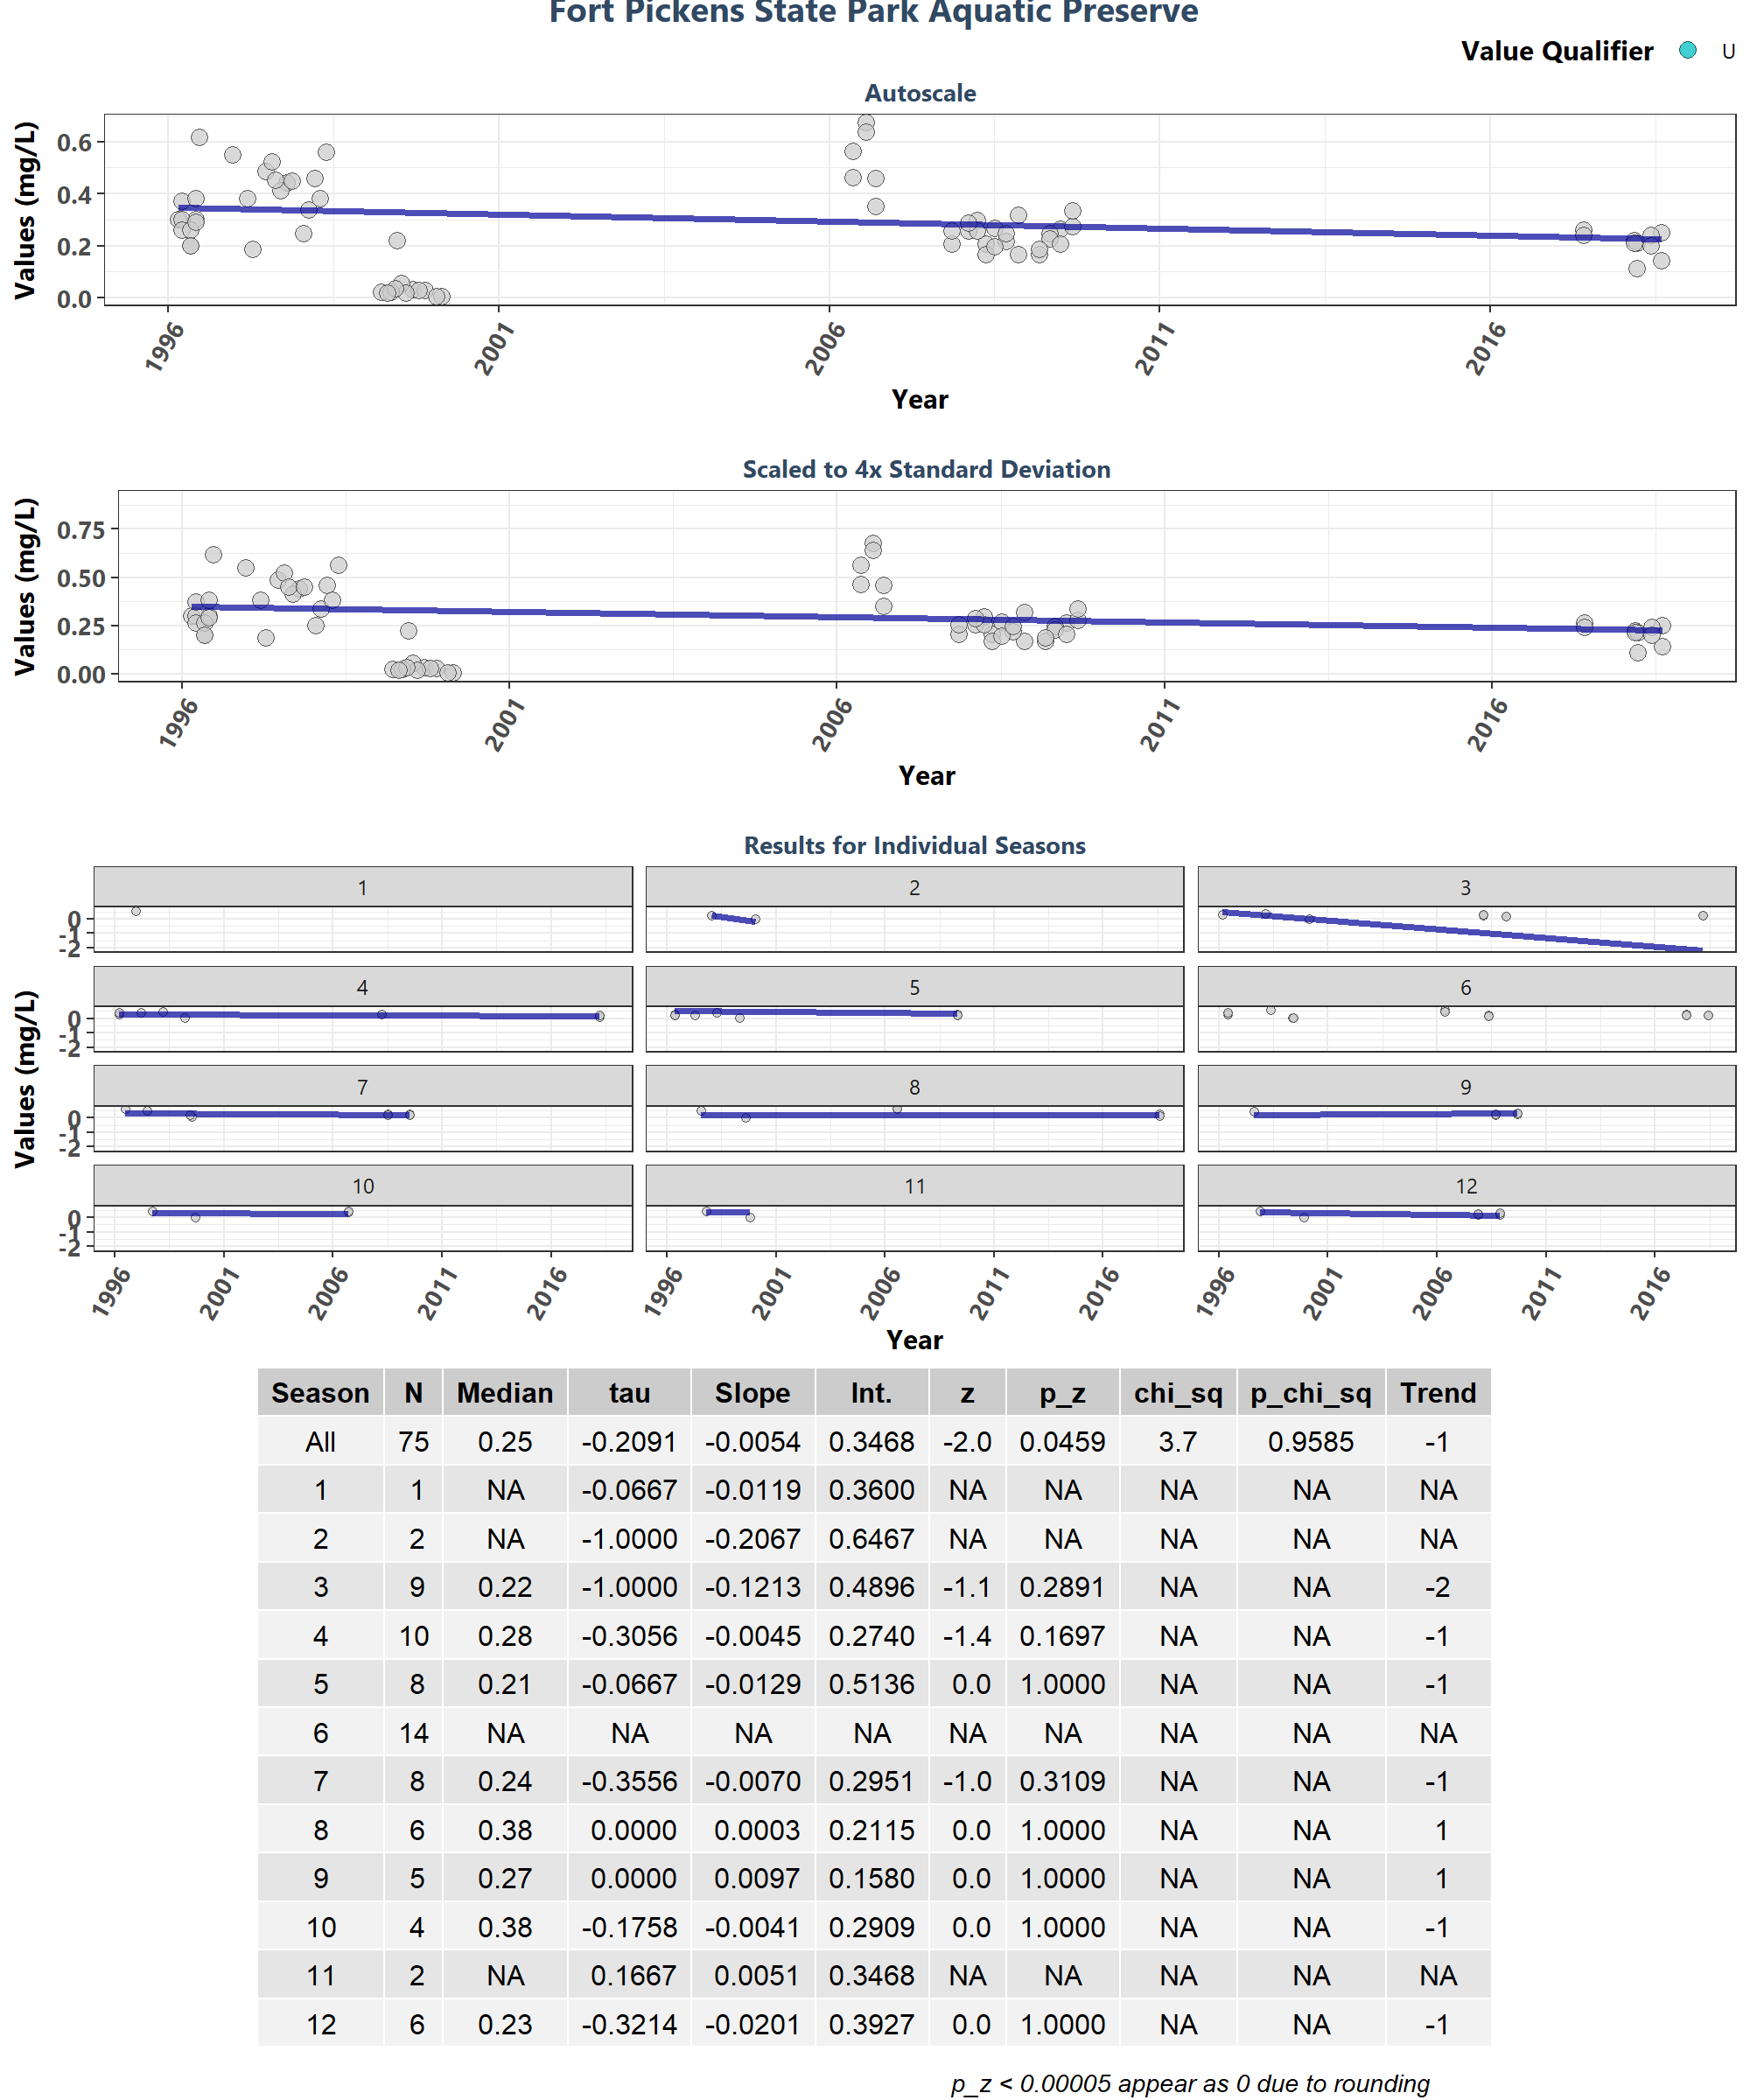 Fort Pickens State Park Aquatic Preserve
Value Qualifier U
Autoscale
Values (mg/L)
0.6
0.4
0.2
0.0
1996 2001 2006 2011 2016
Year
Scaled to 4x Standard Deviation
Values (mg/L)
0.75
0.50
0.25
0.00
1996 2001 2006 2011 2016
Year
Results for Individual Seasons
Values (mg/L)
1 2 3
0
-1
-2
4 5 6
0
-1
-2
7 8 9
0
-1
-2
10 11 12
0
-1
-2
1996 2001 2006 2011 2016 1996 2001 2006 2011 2016 1996 2001 2006 2011 2016
Year
Season N Median tau Slope Int. z p_z chi_sq p_chi_sq Trend
All 75 0.25 -0.2091 -0.0054 0.3468 -2.0 0.0459 3.7 0.9585 -1
1 1 NA -0.0667 -0.0119 0.3600 NA NA NA NA NA
2 2 NA -1.0000 -0.2067 0.6467 NA NA NA NA NA
3 9 0.22 -1.0000 -0.1213 0.4896 -1.1 0.2891 NA NA -2
4 10 0.28 -0.3056 -0.0045 0.2740 -1.4 0.1697 NA NA -1
5 8 0.21 -0.0667 -0.0129 0.5136 0.0 1.0000 NA NA -1
6 14 NA NA NA NA NA NA NA NA NA
7 8 0.24 -0.3556 -0.0070 0.2951 -1.0 0.3109 NA NA -1
8 6 0.38 0.0000 0.0003 0.2115 0.0 1.0000 NA NA 1
9 5 0.27 0.0000 0.0097 0.1580 0.0 1.0000 NA NA 1
10 4 0.38 -0.1758 -0.0041 0.2909 0.0 1.0000 NA NA -1
11 2 NA 0.1667 0.0051 0.3468 NA NA NA NA NA
12 6 0.23 -0.3214 -0.0201 0.3927 0.0 1.0000 NA NA -1
p_z < 0.00005 appear as 0 due to rounding